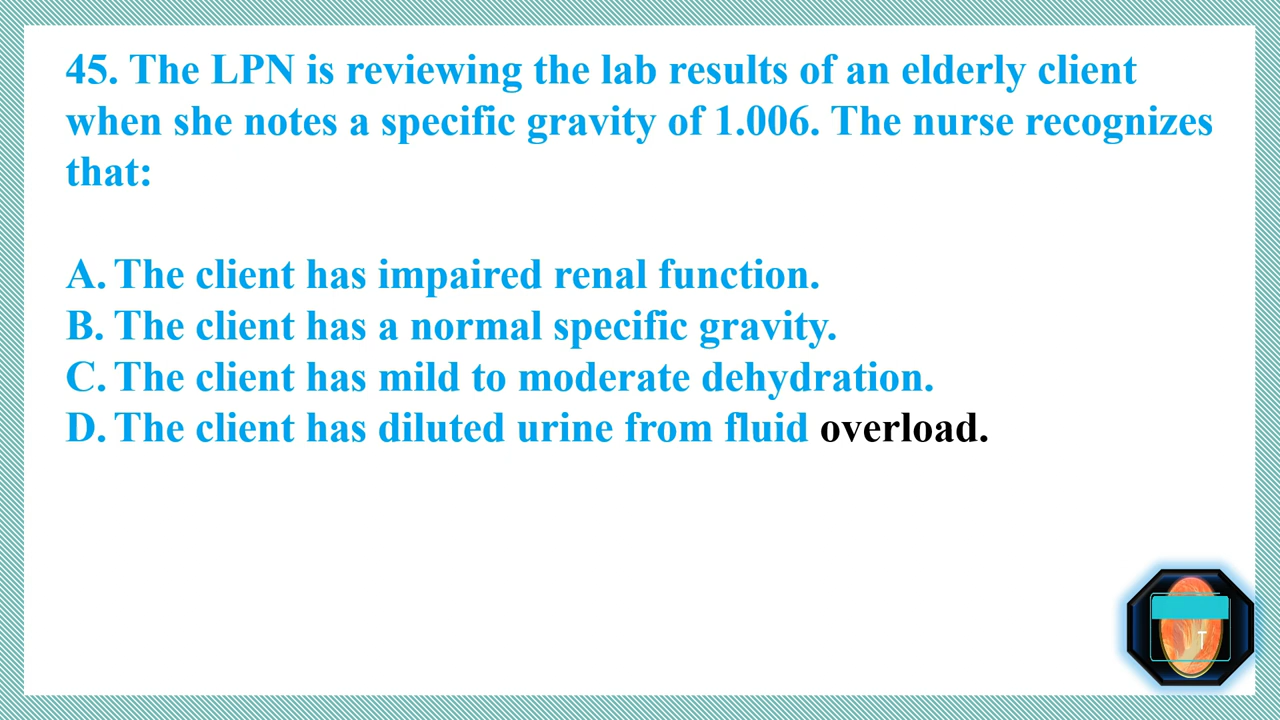 45. The LPN is reviewing the lab results of an elderly client
when she notes a specific gravity of 1.006. The nurse recognizes
that:
A. The client has impaired renal function.
B. The client has a normal specific gravity.
C. The client has mild to moderate dehydration.
D. The client has diluted urine from fluid overload.
T